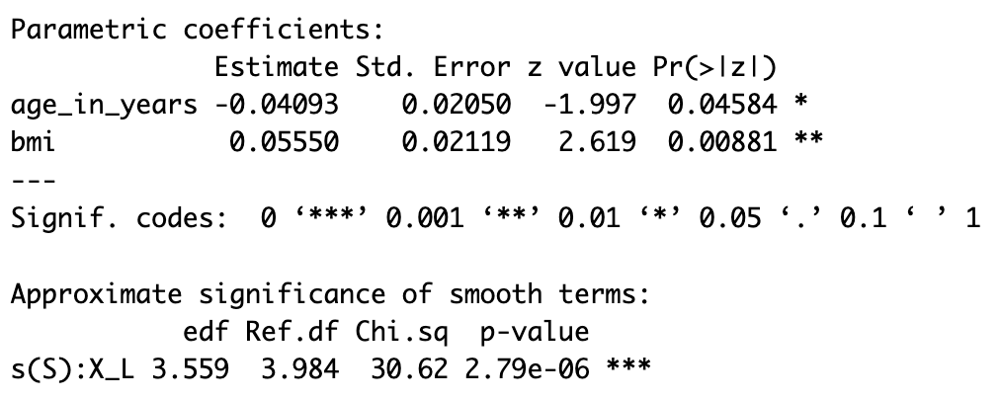 Parametric coefficients:
Estimate Std. Error z value Pr(>|z|)
age_in_years -0.04093 0.02050 -1.997 0.04584 *
bmi 0.05550 0.02119 2.619 0.00881 **
---
Signif. codes: 0 ‘***’ 0.001 ‘**’ 0.01 ‘*’ 0.05 ‘.’ 0.1 ‘ ’ 1
Approximate significance of smooth terms:
edf Ref.df Chi.sq p-value
s(S):X_L 3.559 3.984 30.62 2.79e-06 ***